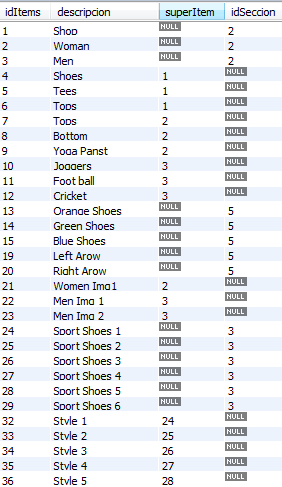 idItems descripcion superItem idSeccion
1 Shop NULL 2
2 Woman NULL 2
3 Men NULL 2
4 Shoes 1 NULL
5 Tees 1 NULL
6 Tops 1 NULL
7 Tops 2 NULL
8 Bottom 2 NULL
9 Yoga Panst 2 NULL
10 Joggers 3 NULL
11 Foot ball 3 NULL
12 Cricket 3 NULL
13 Orange Shoes NULL 5
14 Green Shoes NULL 5
15 Blue Shoes NULL 5
19 Left Arow NULL 5
20 Right Arow NULL 5
21 Women Img1 2 NULL
22 Men Img 1 3 NULL
23 Men Img 2 3 NULL
24 Sport Shoes 1 NULL 3
25 Sport Shoes 2 NULL 3
26 Sport Shoes 3 NULL 3
27 Sport Shoes 4 NULL 3
28 Sport Shoes 5 NULL 3
29 Sport Shoes 6 NULL 3
32 Style 1 24 NULL
33 Style 2 25 NULL
34 Style 3 26 NULL
35 Style 4 27 NULL
36 Style 5 28 NULL